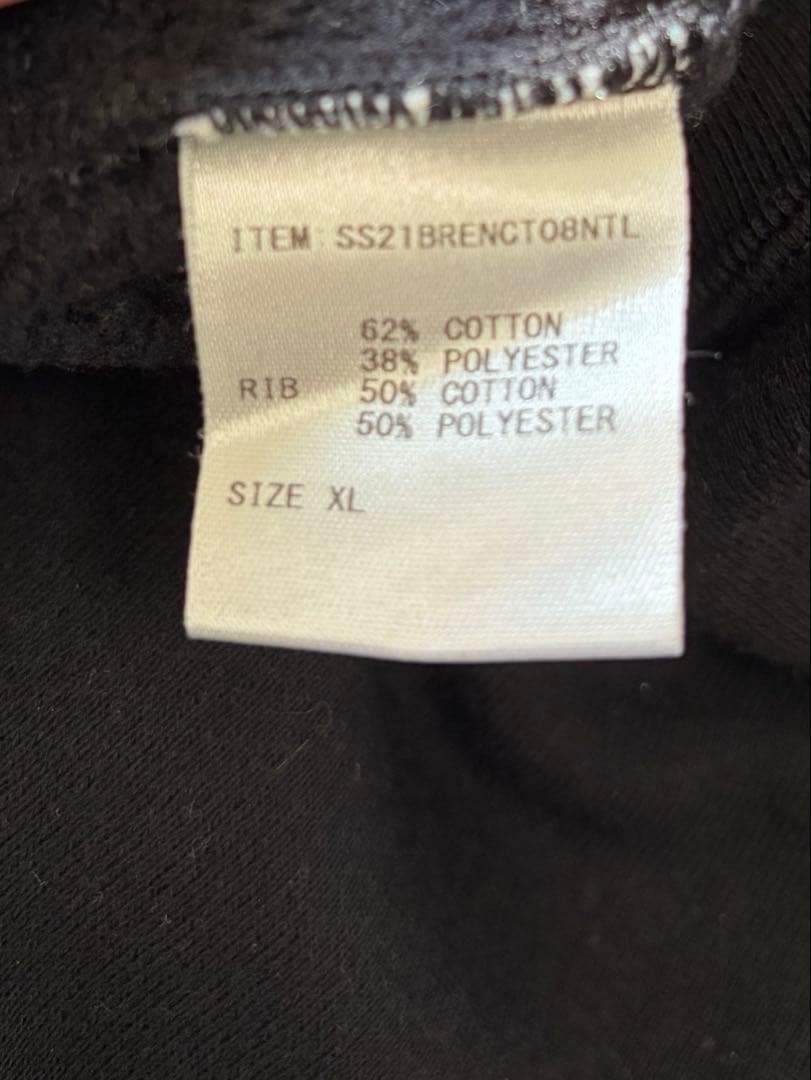 ITEM SS21BRENCT08NTL
62% COTTON
38% POLYESTER
RIB 50% COTTON
50% POLYESTER
SIZE XL